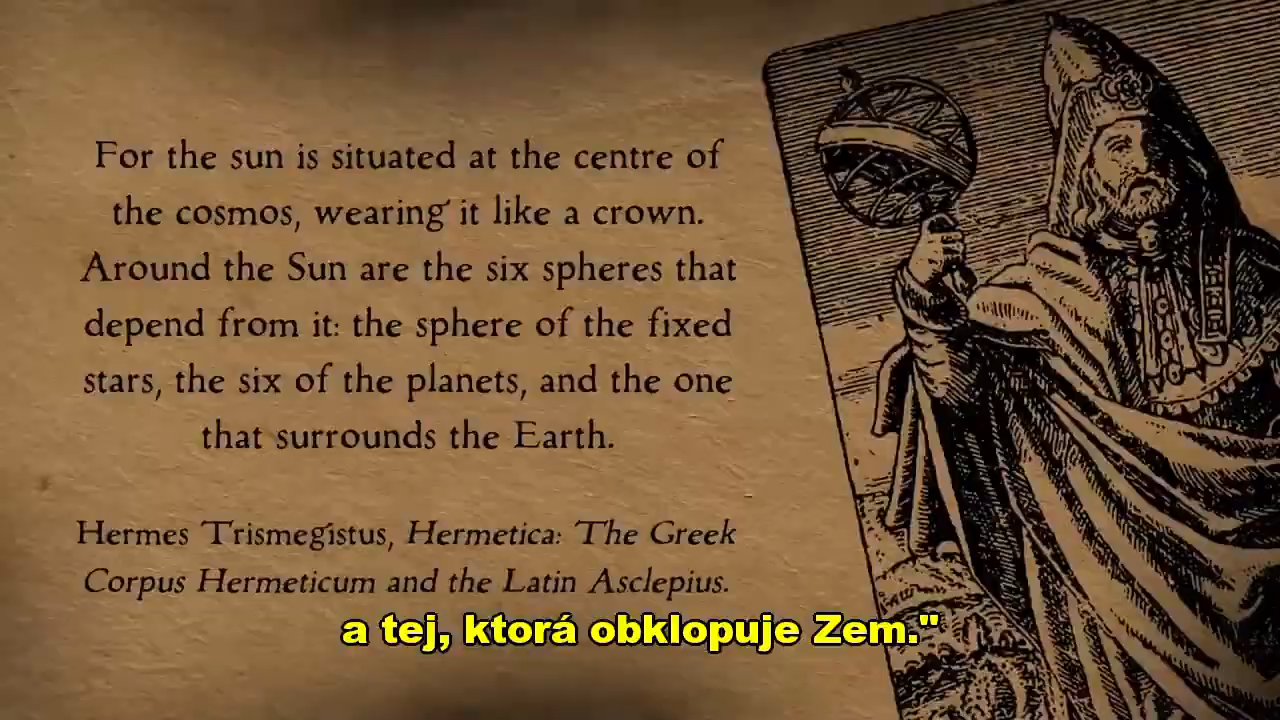 For the sun is situated at the centre of
the cosmos, wearing it like a crown.
Around the Sun are the six spheres that
depend from it: the sphere of the fixed
stars, the six of the planets, and the one
that surrounds the Earth.
Hermes Trismegistus, Hermetica: The Greek
Corpus Hermeticum and the Latin Asclepius.
a tej, ktorá obklopuje Zem."